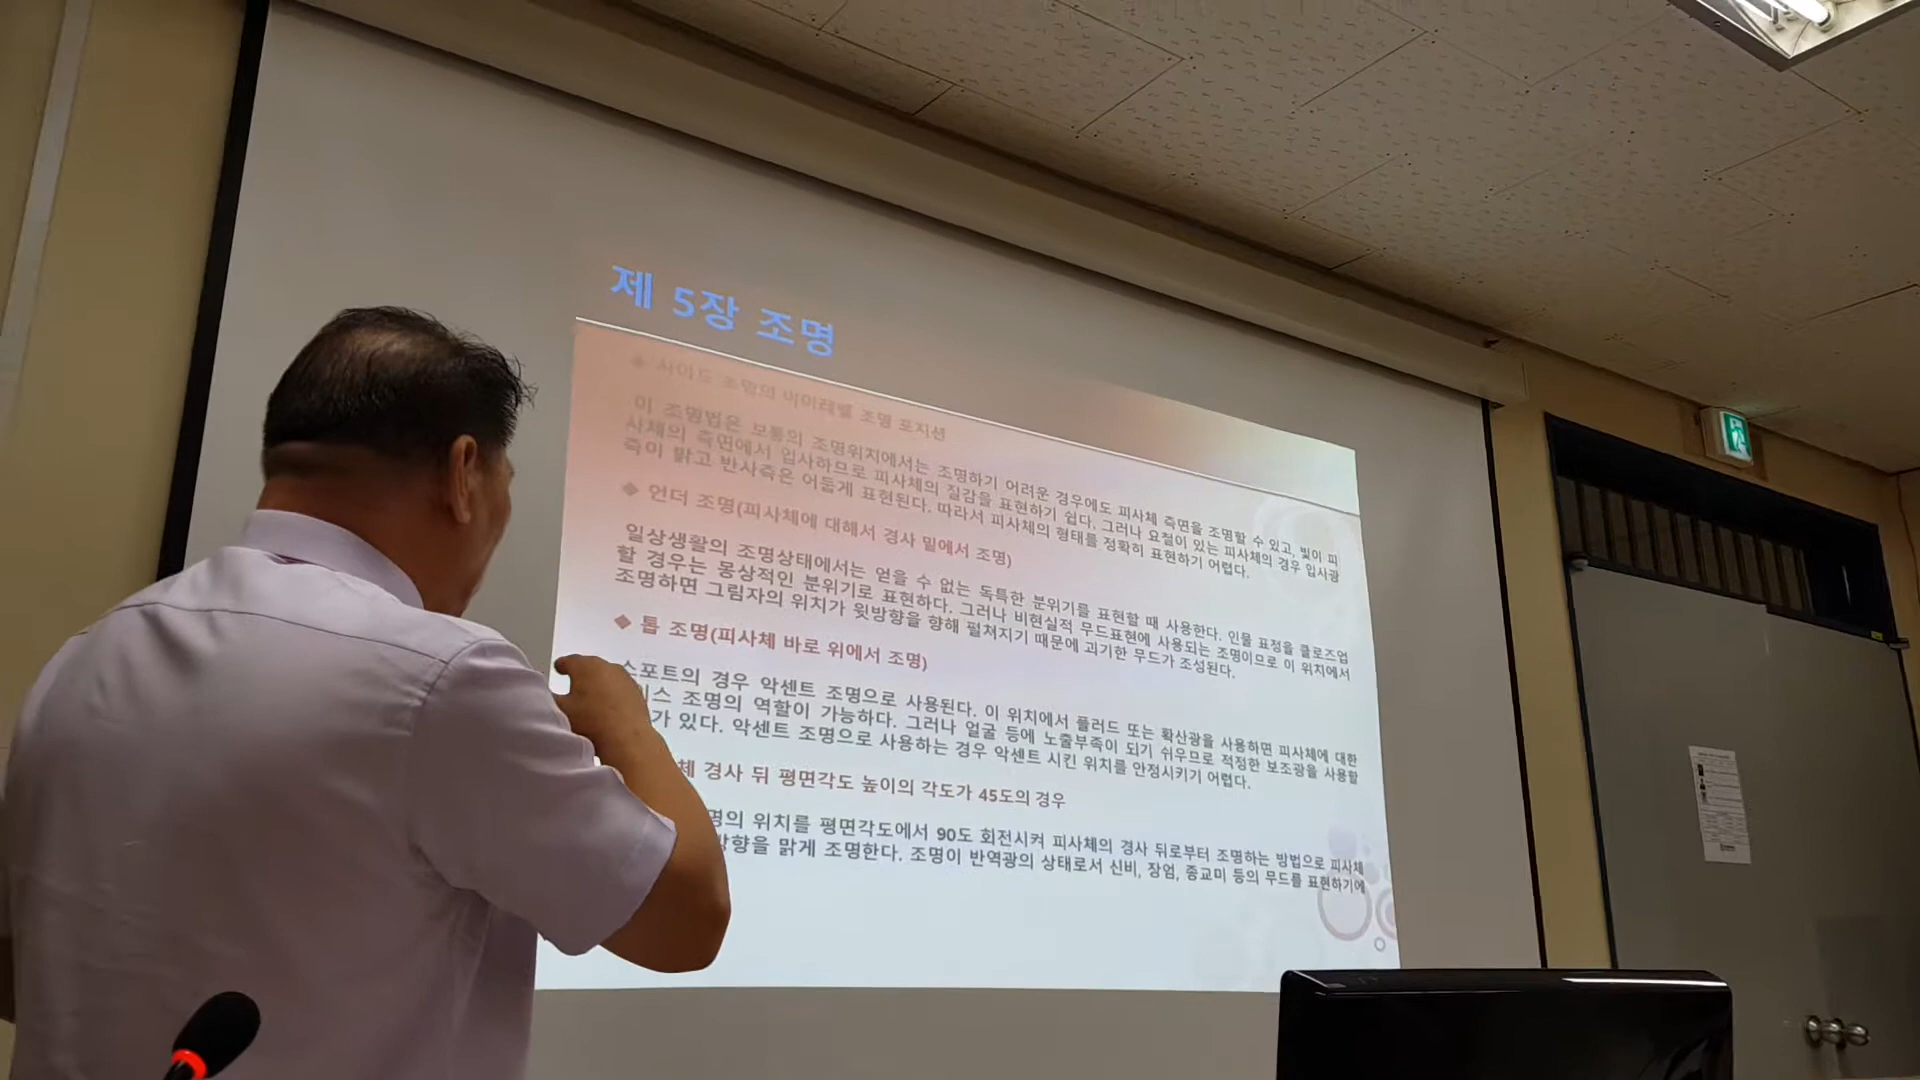 제 5장 조명
◆ 사이드 조명의 아이레벨 조명 포지션
이 조명법은 보통의 조명위치에서는 조명하기 어려운 경우에도 피사체 측면을 조명할 수 있고, 빛이 피
사체의 측면에서 입사하므로 피사체의 질감을 표현하기 쉽다. 그러나 요철이 있는 피사체의 경우 입사광
측이 밝고 반사측은 어둡게 표현된다. 따라서 피사체의 형태를 정확히 표현하기 어렵다.
◆ 언더 조명(피사체에 대해서 경사 밑에서 조명)
일상생활의 조명상태에서는 얻을 수 없는 독특한 분위기를 표현할 때 사용한다. 인물 표정을 클로즈업
할 경우는 몽상적인 분위기로 표현하다. 그러나 비현실적 무드표현에 사용되는 조명이므로 이 위치에서
조명하면 그림자의 위치가 윗방향을 향해 펼쳐지기 때문에 괴기한 무드가 조성된다.
◆ 톱 조명(피사체 바로 위에서 조명)
스포트의 경우 악센트 조명으로 사용된다. 이 위치에서 플러드 또는 확산광을 사용하면 피사체에 대한
이스 조명의 역할이 가능하다. 그러나 얼굴 등에 노출부족이 되기 쉬우므로 적정한 보조광을 사용할
가 있다. 악센트 조명으로 사용하는 경우 악센트 시킨 위치를 안정시키기 어렵다.
체 경사 뒤 평면각도 높이의 각도가 45도의 경우
명의 위치를 평면각도에서 90도 회전시켜 피사체의 경사 뒤로부터 조명하는 방법으로 피사체
방향을 맑게 조명한다. 조명이 반역광의 상태로서 신비, 장엄, 종교미 등의 무드를 표현하기에